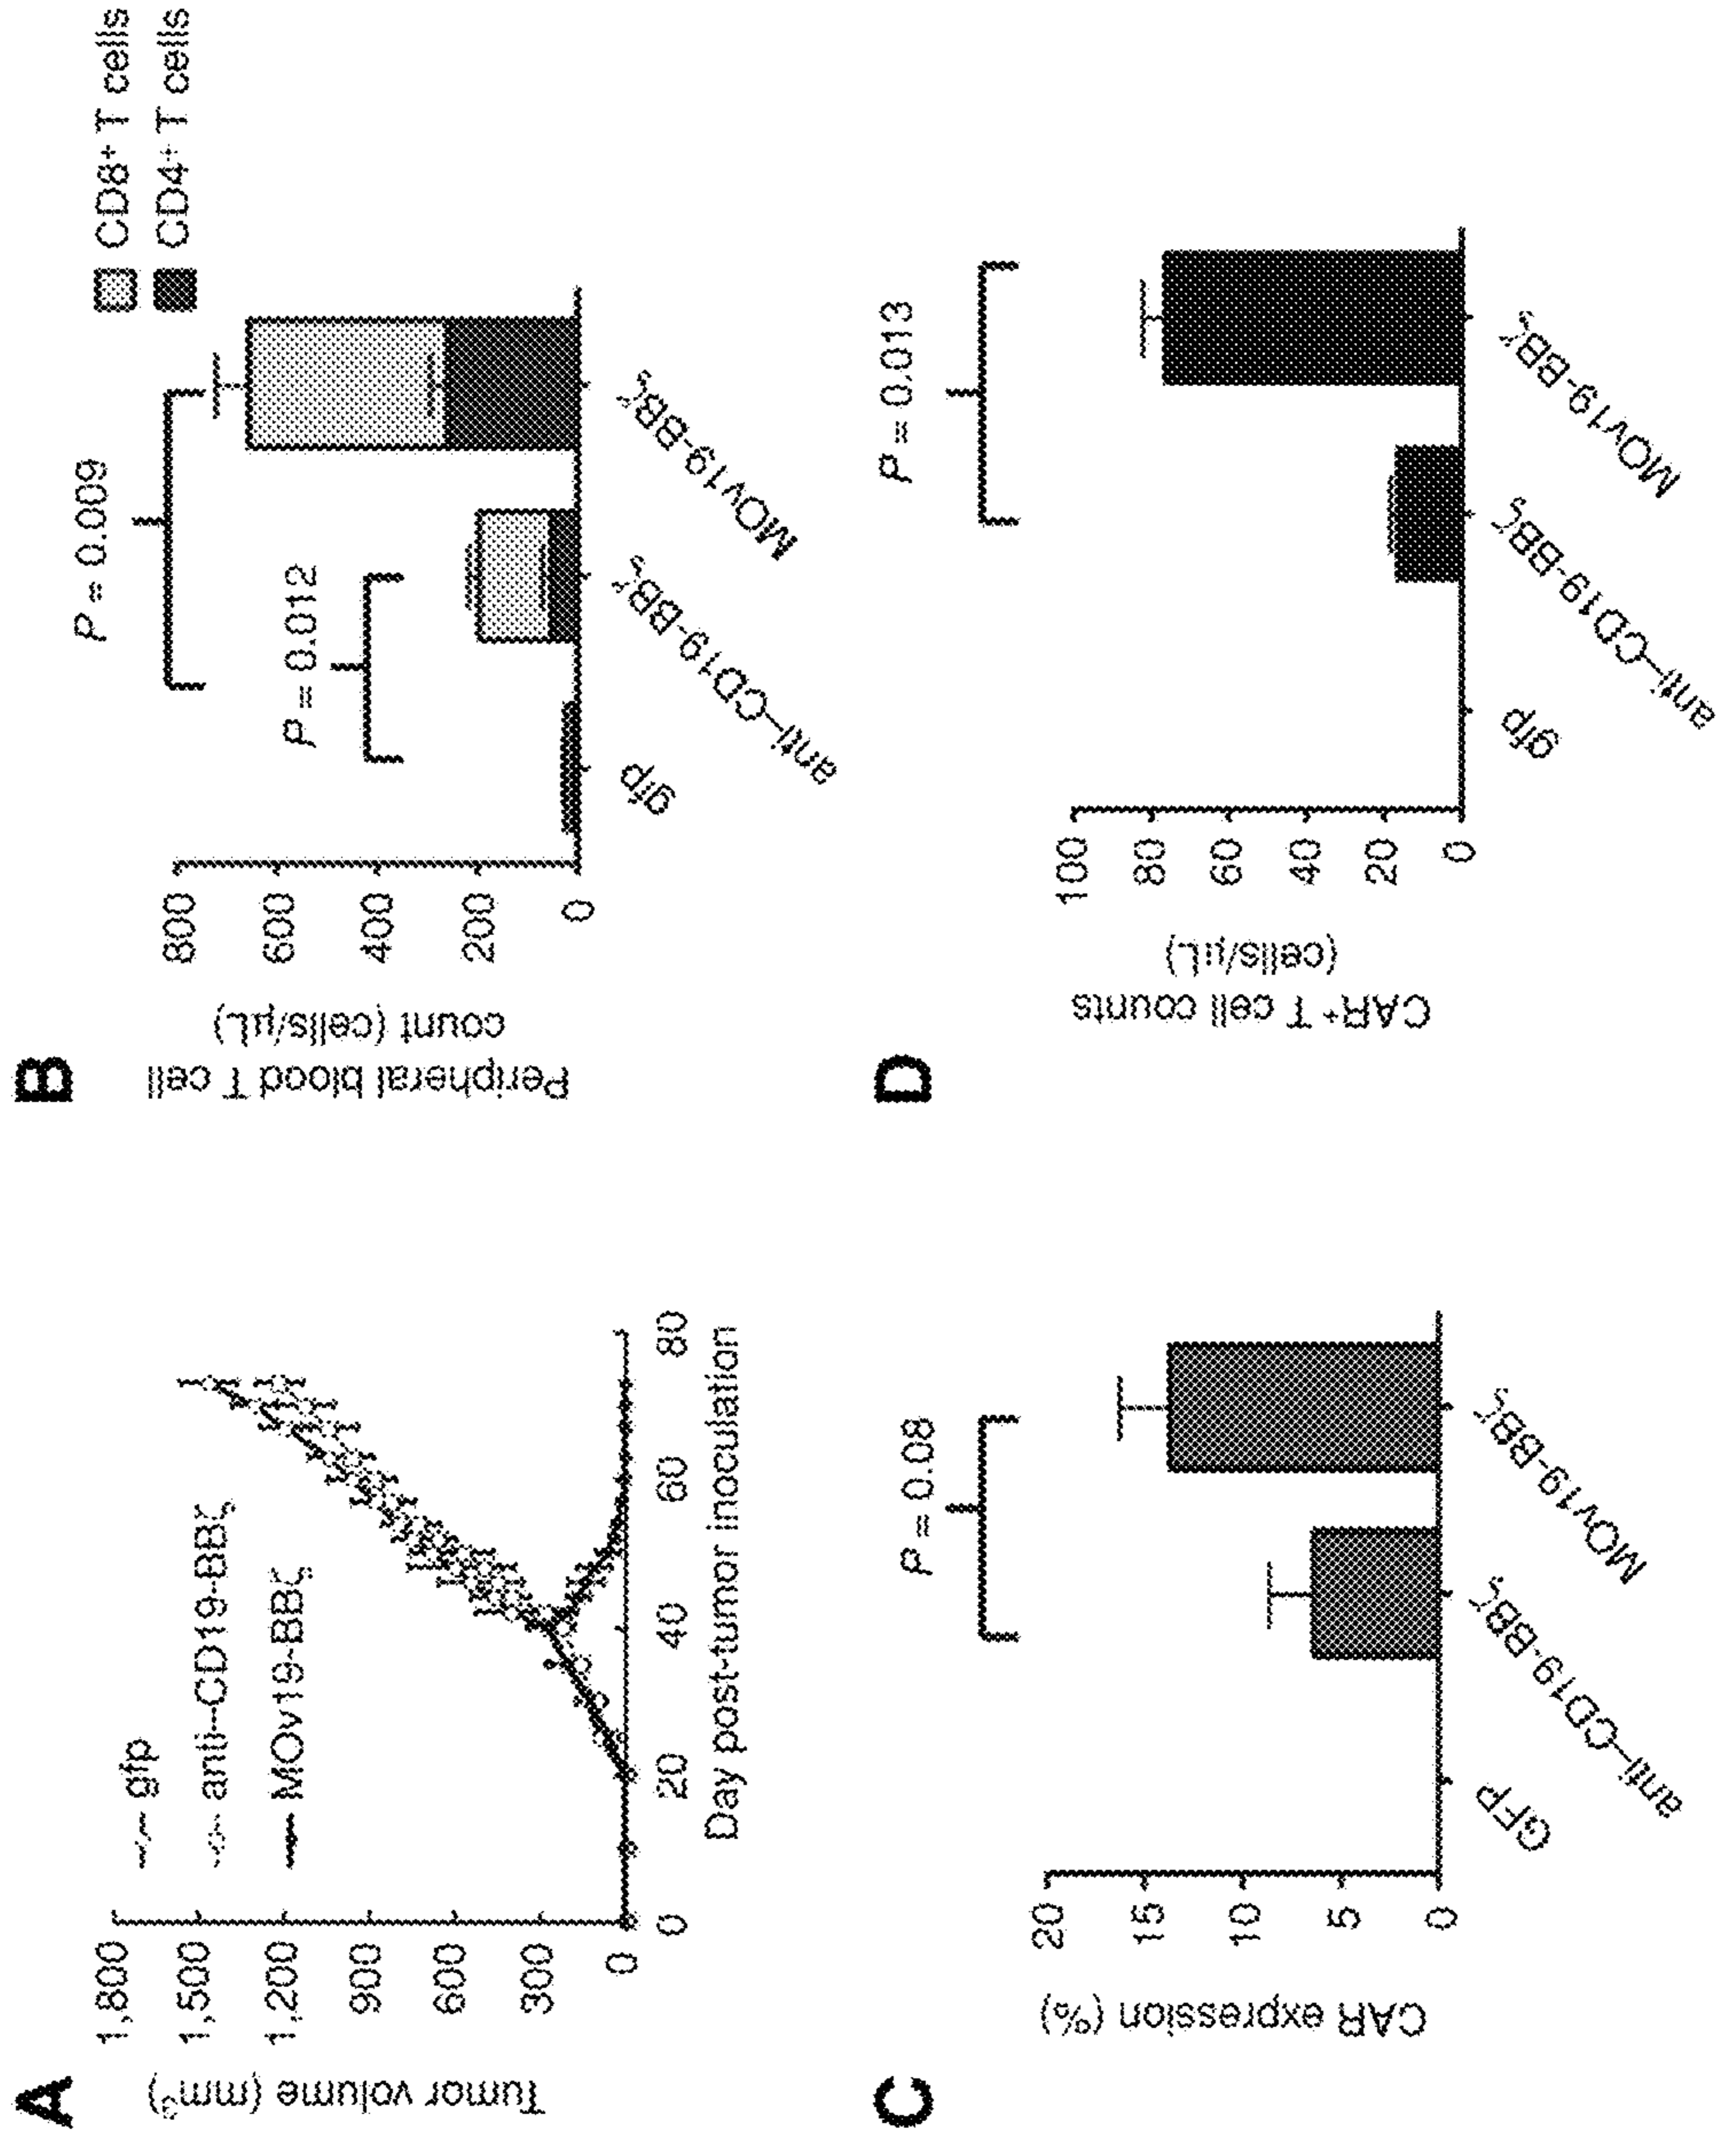 A
Tumor volume (mm³)
1,800
1,500
1,200
900
600
300
0
gfp
anti–CD19-BBζ
MOv19-BBζ
0 20 40 60 80
Day post-tumor inoculation
B
Peripheral blood T cell
count (cells/μL)
800
600
400
200
0
CD8+ T cells
CD4+ T cells
P = 0.009
P = 0.012
gfp
anti–CD19-BBζ
MOv19-BBζ
C
CAR expression (%)
20
15
10
5
0
P = 0.08
GFP
anti–CD19-BBζ
MOv19-BBζ
D
CAR+ T cell counts
(cells/μL)
100
80
60
40
20
0
P = 0.013
gfp
anti–CD19-BBζ
MOv19-BBζ